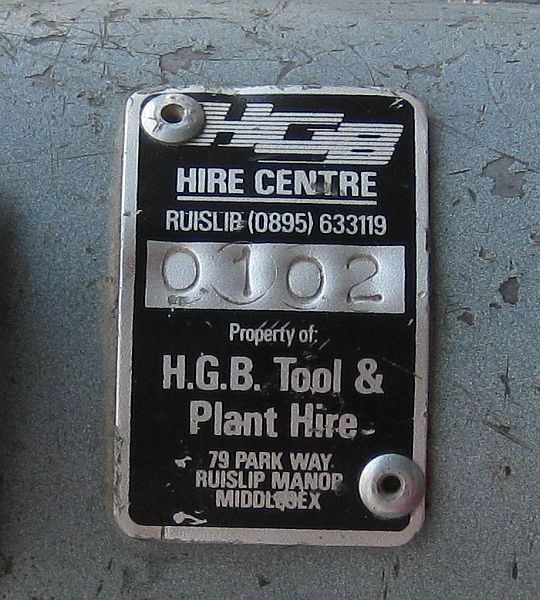 HGB
HIRE CENTRE
RUISLIP (0895) 633119
0102
Property of:
H.G.B. Tool &
Plant Hire
79 PARK WAY
RUISLIP MANOR
MIDDLESEX